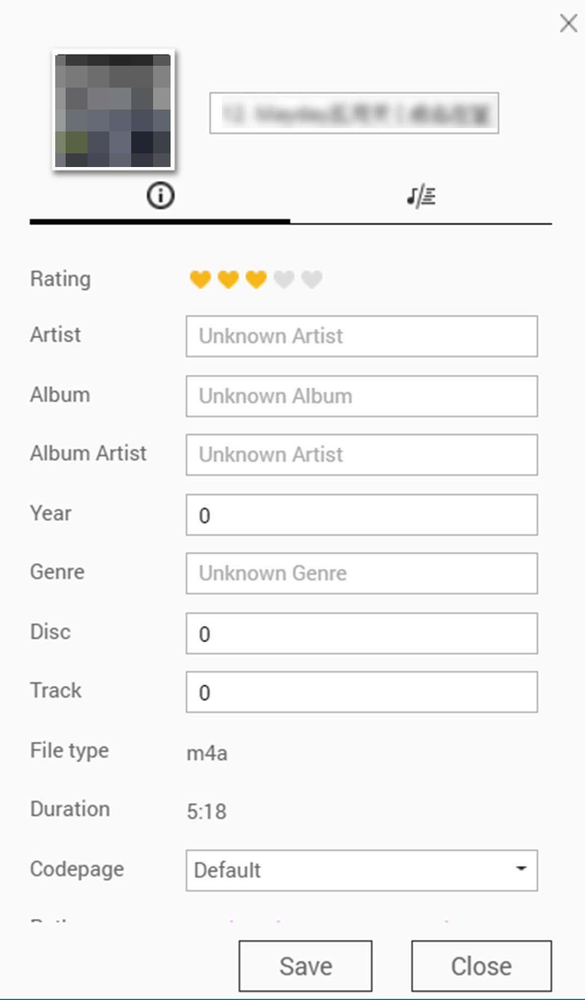 Rating
Artist Unknown Artist
Album Unknown Album
Album Artist Unknown Artist
Year 0
Genre Unknown Genre
Disc 0
Track 0
File type m4a
Duration 5:18
Codepage Default
Save Close